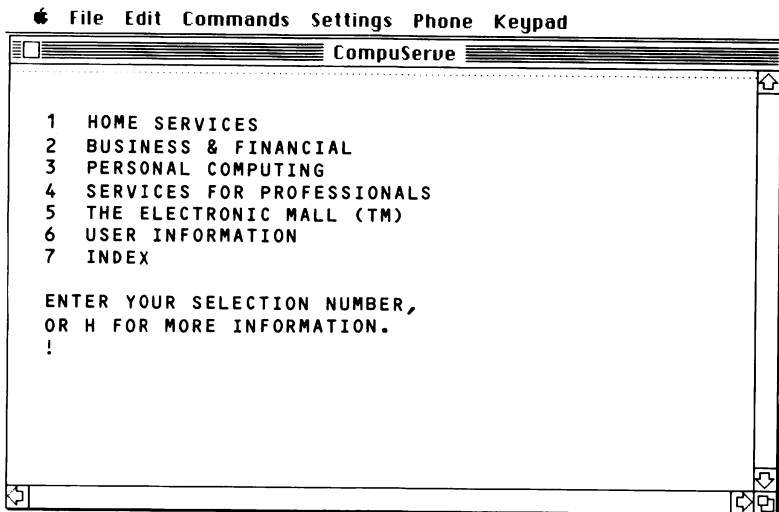 File Edit Commands Settings Phone Keypad
CompuServe
1 HOME SERVICES
2 BUSINESS & FINANCIAL
3 PERSONAL COMPUTING
4 SERVICES FOR PROFESSIONALS
5 THE ELECTRONIC MALL (TM)
6 USER INFORMATION
7 INDEX
ENTER YOUR SELECTION NUMBER,
OR H FOR MORE INFORMATION.
!